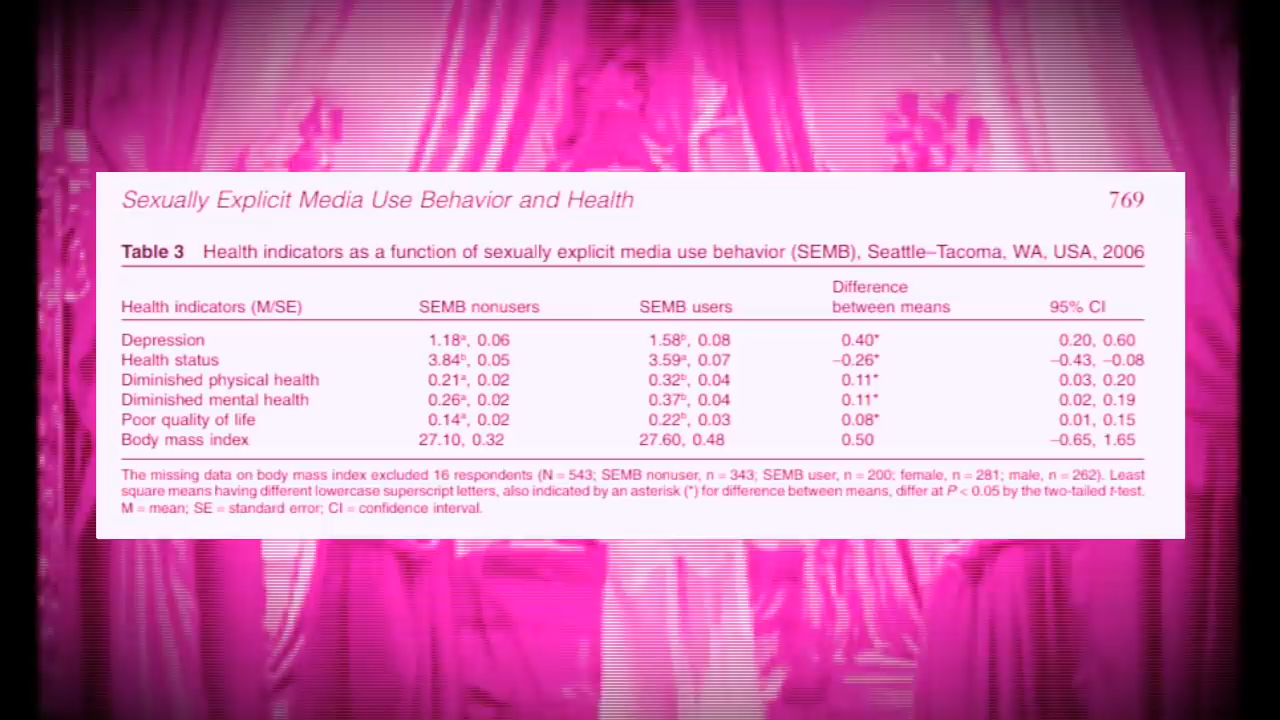 Sexually Explicit Media Use Behavior and Health 769
Table 3 Health indicators as a function of sexually explicit media use behavior (SEMB), Seattle–Tacoma, WA, USA, 2006
Difference
Health indicators (M/SE) SEMB nonusers SEMB users between means 95% CI
Depression 1.18ᵃ, 0.06 1.58ᵇ, 0.08 0.40* 0.20, 0.60
Health status 3.84ᵇ, 0.05 3.59ᵃ, 0.07 –0.26* –0.43, –0.08
Diminished physical health 0.21ᵃ, 0.02 0.32ᵇ, 0.04 0.11* 0.03, 0.20
Diminished mental health 0.26ᵃ, 0.02 0.37ᵇ, 0.04 0.11* 0.02, 0.19
Poor quality of life 0.14ᵃ, 0.02 0.22ᵇ, 0.03 0.08* 0.01, 0.15
Body mass index 27.10, 0.32 27.60, 0.48 0.50 –0.65, 1.65
The missing data on body mass index excluded 16 respondents (N = 543; SEMB nonuser, n = 343; SEMB user, n = 200; female, n = 281; male, n = 262). Least
square means having different lowercase superscript letters, also indicated by an asterisk (*) for difference between means, differ at P < 0.05 by the two-tailed t-test.
M = mean; SE = standard error; CI = confidence interval.